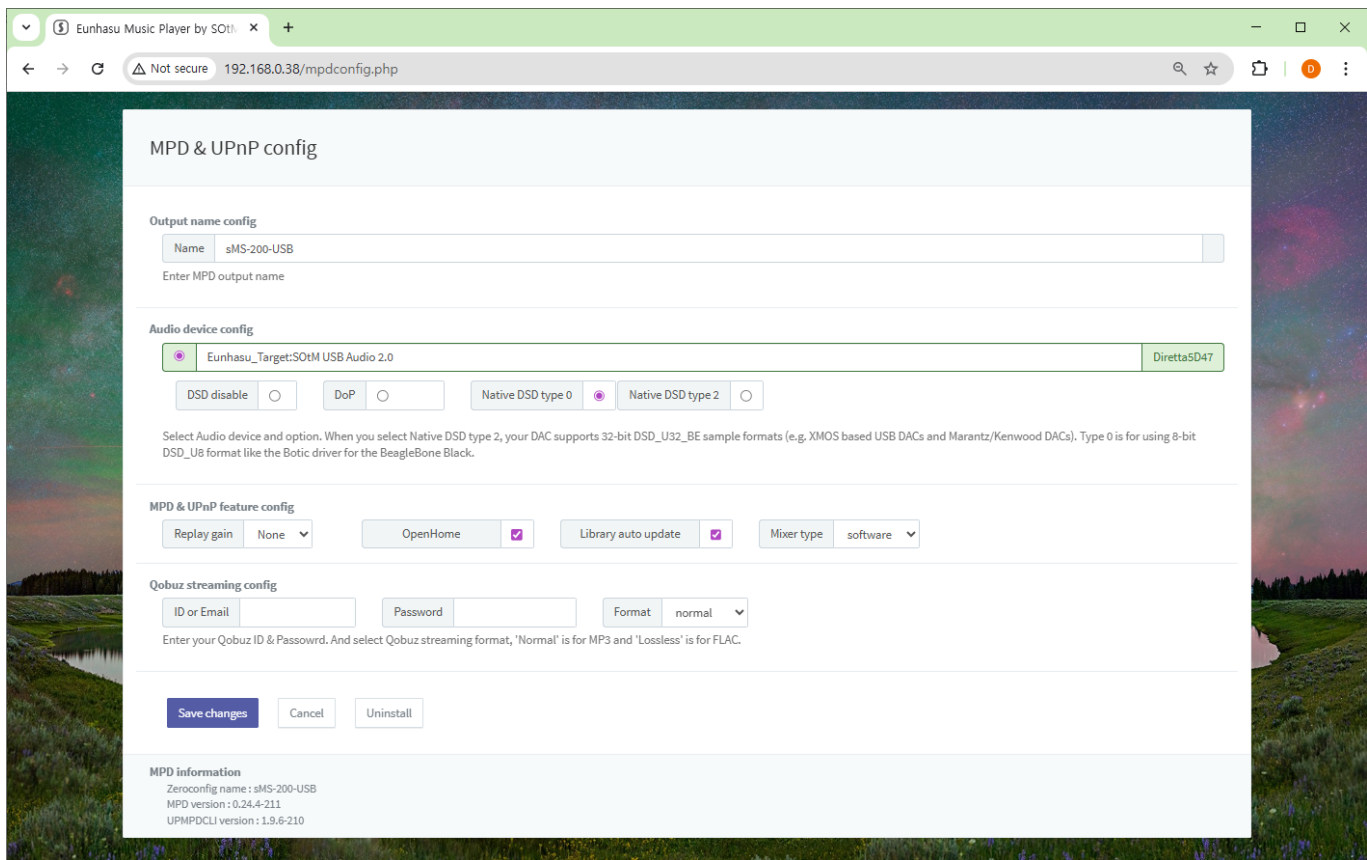 Eunhasu Music Player by SOtM
Not secure 192.168.0.38/mpdconfig.php
D
MPD & UPnP config
Output name config
Name sMS-200-USB
Enter MPD output name
Audio device config
Eunhasu_Target:SOtM USB Audio 2.0 Diretta5D47
DSD disable DoP Native DSD type 0 Native DSD type 2
Select Audio device and option. When you select Native DSD type 2, your DAC supports 32-bit DSD_U32_BE sample formats (e.g. XMOS based USB DACs and Marantz/Kenwood DACs). Type 0 is for using 8-bit
DSD_U8 format like the Botic driver for the BeagleBone Black.
MPD & UPnP feature config
Replay gain None OpenHome Library auto update Mixer type software
Qobuz streaming config
ID or Email Password Format normal
Enter your Qobuz ID & Passowrd. And select Qobuz streaming format, 'Normal' is for MP3 and 'Lossless' is for FLAC.
Save changes Cancel Uninstall
MPD information
Zeroconfig name : sMS-200-USB
MPD version : 0.24.4-211
UPMPDCLI version : 1.9.6-210